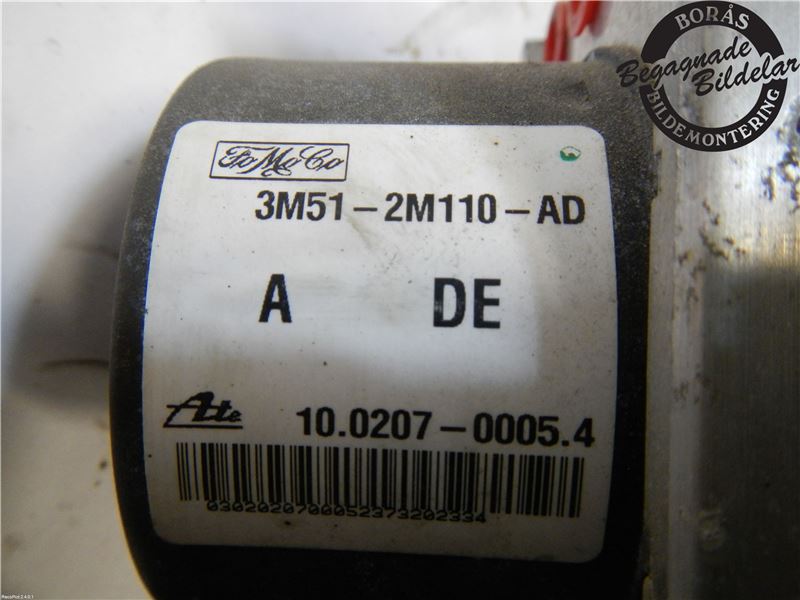 BORÅS
Begagnade
Bildelar
BILDEMONTERING
FoMoCo
3M51-2M110-AD
A DE
Ate 10.0207-0005.4
0302020700052373202334